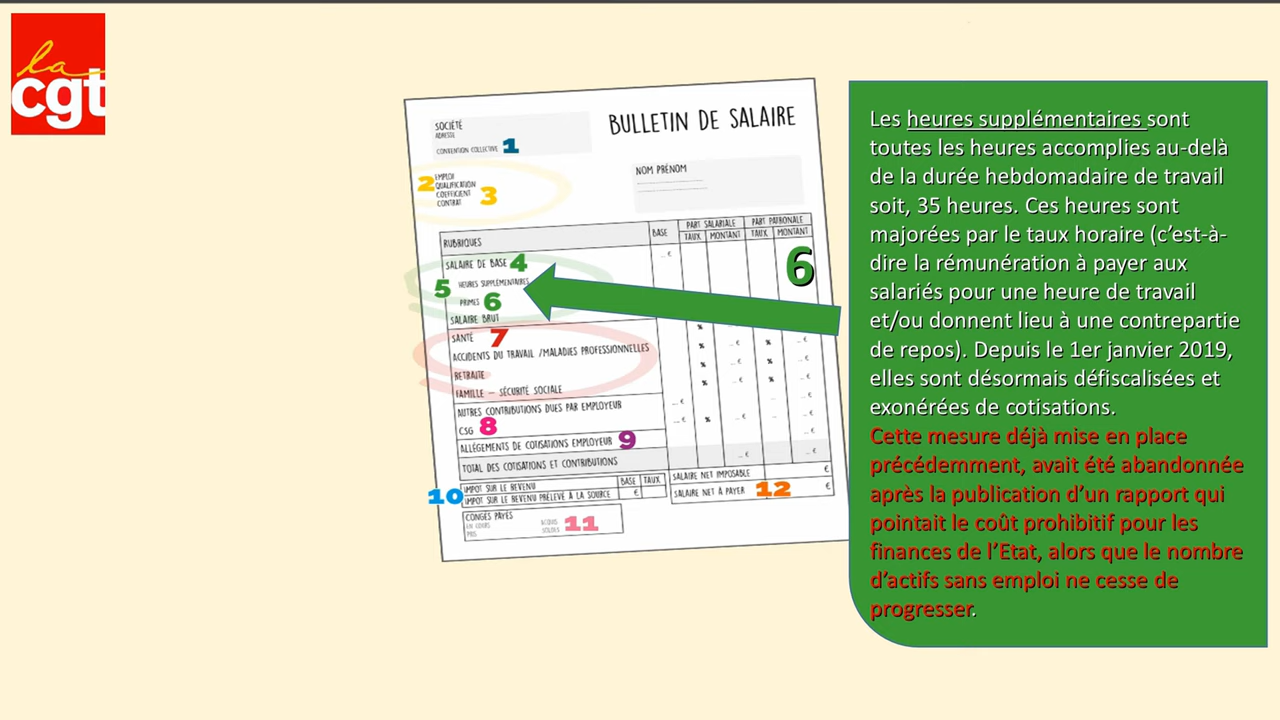 la
cgt
BULLETIN DE SALAIRE
SOCIÉTÉ
ADRESSE
CONVENTION COLLECTIVE 1
2 EMPLOI
QUALIFICATION
COEFFICIENT 3
CONTRAT
NOM PRÉNOM
RUBRIQUES
BASE
PART SALARIALE
PART PATRONALE
TAUX MONTANT TAUX MONTANT
SALAIRE DE BASE 4
... €
6
5 HEURES SUPPLÉMENTAIRES
PRIMES 6
SALAIRE BRUT
SANTÉ 7
% ... € % ... €
ACCIDENTS DU TRAVAIL /MALADIES PROFESSIONNELLES
% ... € % ... €
RETRAITE
% ... € % ... €
FAMILLE – SÉCURITÉ SOCIALE
% ... € % ... €
AUTRES CONTRIBUTIONS DUES PAR EMPLOYEUR
... €
CSG 8
... € % ... € ... €
ALLÉGEMENTS DE COTISATIONS EMPLOYEUR 9
... €
TOTAL DES COTISATIONS ET CONTRIBUTIONS
... € ... €
10
IMPOT SUR LE REVENU BASE TAUX
IMPOT SUR LE REVENU PRÉLEVÉ À LA SOURCE €
SALAIRE NET IMPOSABLE €
SALAIRE NET À PAYER 12 €
CONGÉS PAYÉS
EN COURS ACQUIS 11
PRIS SOLDES
Les heures supplémentaires sont
toutes les heures accomplies au-delà
de la durée hebdomadaire de travail
soit, 35 heures. Ces heures sont
majorées par le taux horaire (c’est-à-
dire la rémunération à payer aux
salariés pour une heure de travail
et/ou donnent lieu à une contrepartie
de repos). Depuis le 1er janvier 2019,
elles sont désormais défiscalisées et
exonérées de cotisations.
Cette mesure déjà mise en place
précédemment, avait été abandonnée
après la publication d’un rapport qui
pointait le coût prohibitif pour les
finances de l’Etat, alors que le nombre
d’actifs sans emploi ne cesse de
progresser.